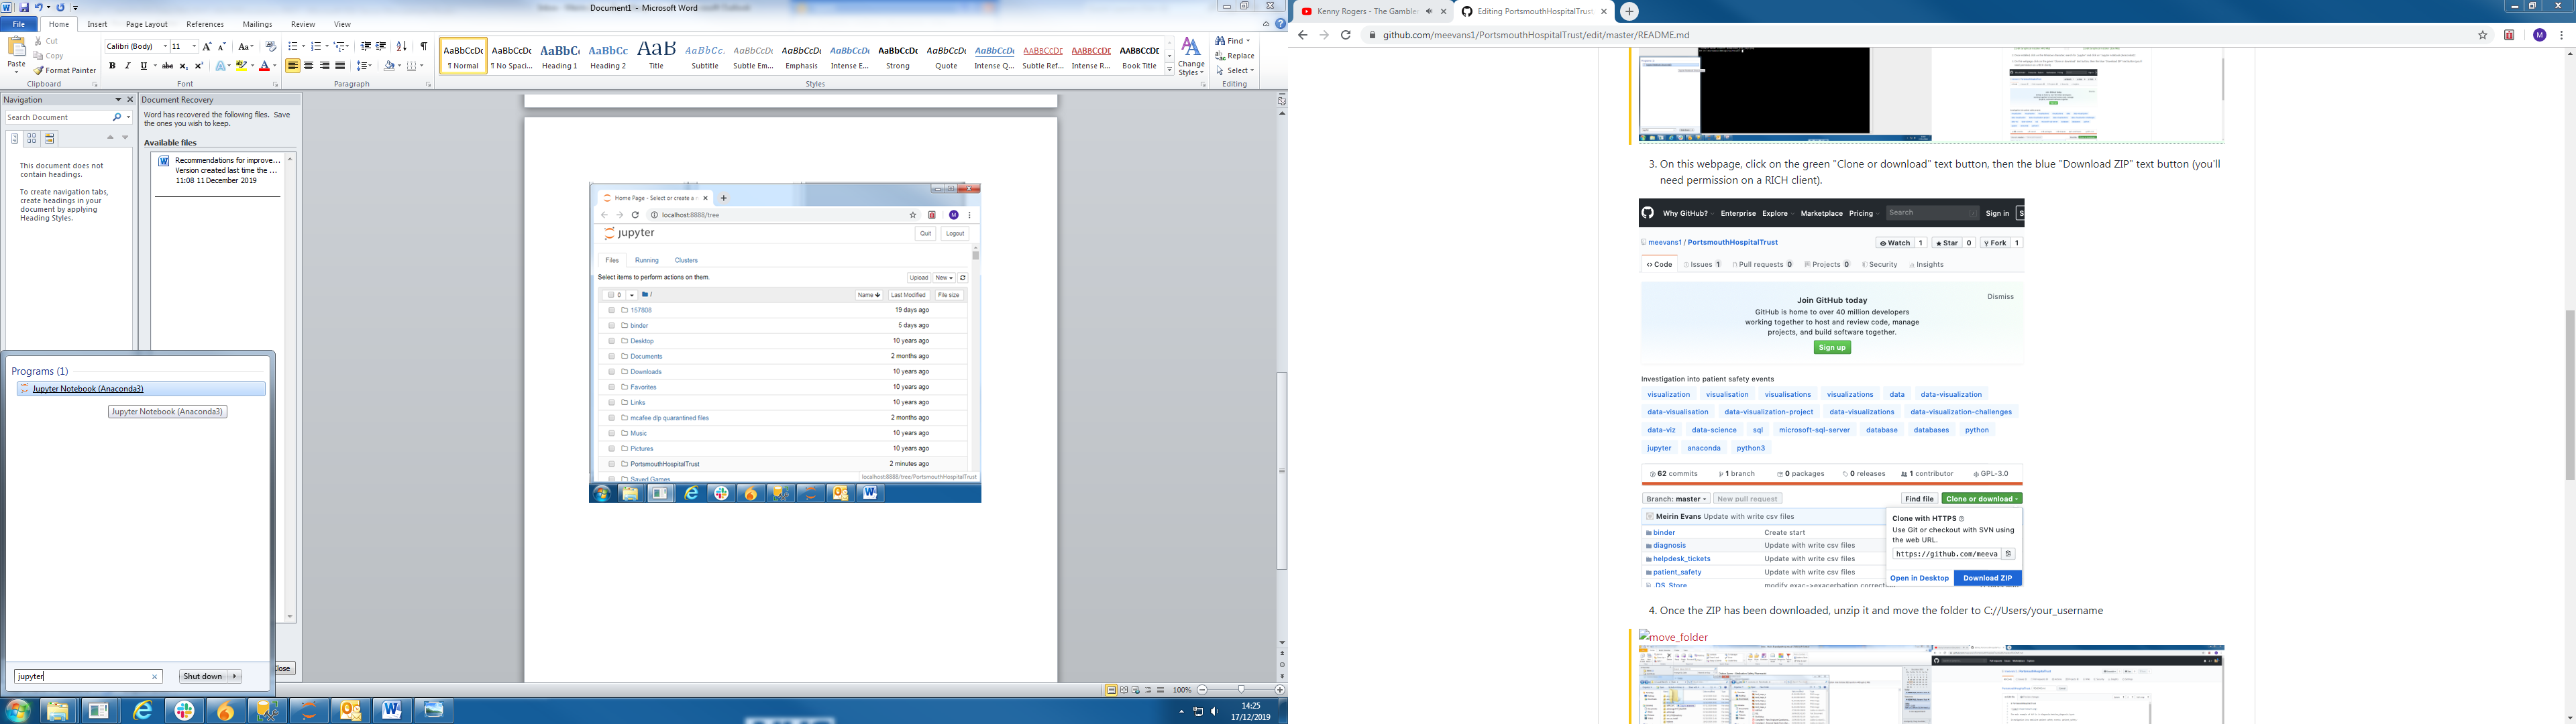 Document1 - Microsoft Word
File
Home
Insert
Page Layout
References
Mailings
Review
View
Paste
Cut
Copy
Format Painter
Clipboard
Calibri (Body)
11
Font
Paragraph
AaBbCcDc
¶ Normal
AaBbCcDc
¶ No Spaci...
AaBbC
Heading 1
AaBbCc
Heading 2
AaB
Title
AaBbCc.
Subtitle
AaBbCcDc
Subtle Em...
AaBbCcDc
Emphasis
AaBbCcDc
Intense E...
AaBbCcDc
Strong
AaBbCcDc
Quote
AaBbCcDc
Intense Q...
AABBCCDC
Subtle Ref...
AABBCCDC
Intense R...
AABBCCDC
Book Title
Change Styles
Styles
Find
Replace
Select
Editing
Navigation
Search Document
This document does not
contain headings.
To create navigation tabs,
create headings in your
document by applying
Heading Styles.
Document Recovery
Word has recovered the following files. Save
the ones you wish to keep.
Available files
Recommendations for improve...
Version created last time the ...
11:08 11 December 2019
Programs (1)
Jupyter Notebook (Anaconda3)
Jupyter Notebook (Anaconda3)
jupyter
Shut down
Close
Home Page - Select or create a
localhost:8888/tree
jupyter
Quit
Logout
Files
Running
Clusters
Select items to perform actions on them.
Upload
New
0
/
Name
Last Modified
File size
157808
19 days ago
binder
5 days ago
Desktop
10 years ago
Documents
2 months ago
Downloads
10 years ago
Favorites
10 years ago
Links
10 years ago
mcafee dlp quarantined files
2 months ago
Music
10 years ago
Pictures
10 years ago
PortsmouthHospitalTrust
2 minutes ago
Saved Games
localhost:8888/tree/PortsmouthHospitalTrust
100%
14:25
17/12/2019
Kenny Rogers - The Gambler
Editing PortsmouthHospitalTrust
github.com/meevans1/PortsmouthHospitalTrust/edit/master/README.md
3. On this webpage, click on the green "Clone or download" text button, then the blue "Download ZIP" text button (you'll
need permission on a RICH client).
Why GitHub?
Enterprise
Explore
Marketplace
Pricing
Search
Sign in
meevans1 / PortsmouthHospitalTrust
Watch 1
Star 0
Fork 1
Code
Issues 1
Pull requests 0
Projects 0
Security
Insights
Join GitHub today
Dismiss
GitHub is home to over 40 million developers
working together to host and review code, manage
projects, and build software together.
Sign up
Investigation into patient safety events
visualization visualisation visualisations visualizations data data-visualization
data-visualisation data-visualization-project data-visualizations data-visualization-challenges
data-viz data-science sql microsoft-sql-server database databases python
jupyter anaconda python3
62 commits
1 branch
0 packages
0 releases
1 contributor
GPL-3.0
Branch: master
New pull request
Find file
Clone or download
Meirin Evans Update with write csv files
binder
Create start
diagnosis
Update with write csv files
helpdesk_tickets
Update with write csv files
patient_safety
Update with write csv files
.DS_Store
modify exac->exacerbation correction
Clone with HTTPS
Use Git or checkout with SVN using
the web URL.
https://github.com/meeva
Open in Desktop
Download ZIP
4. Once the ZIP has been downloaded, unzip it and move the folder to C://Users/your_username
move_folder